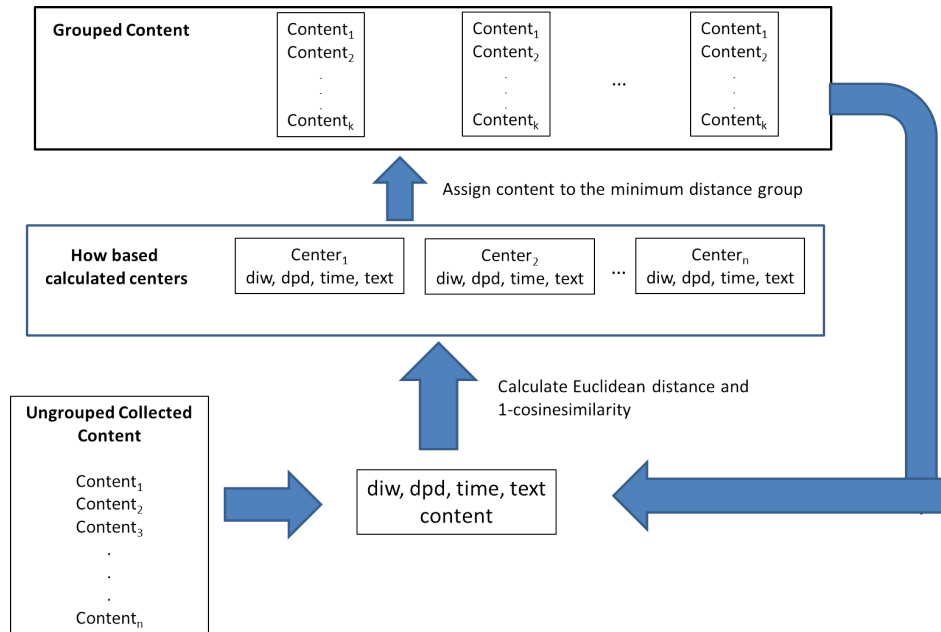 Grouped Content
Content₁
Content₂
.
.
.
Contentₖ
Content₁
Content₂
.
.
.
Contentₖ
...
Content₁
Content₂
.
.
.
Contentₖ
Assign content to the minimum distance group
How based
calculated centers
Center₁
diw, dpd, time, text
Center₂
diw, dpd, time, text
...
Centerₙ
diw, dpd, time, text
Calculate Euclidean distance and
1-cosinesimilarity
Ungrouped Collected
Content
Content₁
Content₂
Content₃
.
.
.
Contentₙ
diw, dpd, time, text
content